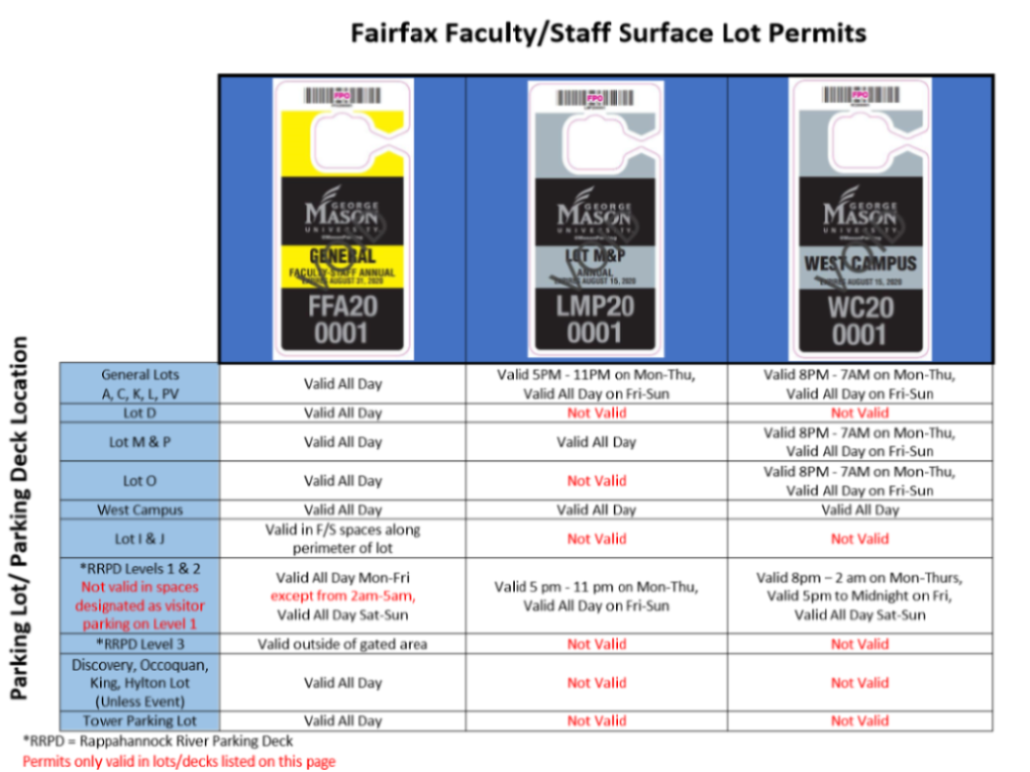 Fairfax Faculty/Staff Surface Lot Permits
FPO
GEORGE
MASON
UNIVERSITY
GENERAL
FACULTY-STAFF ANNUAL
AUGUST 31, 2020
FFA20
0001
FPO
GEORGE
MASON
UNIVERSITY
LOT M&P
ANNUAL
AUGUST 15, 2020
LMP20
0001
FPO
GEORGE
MASON
UNIVERSITY
WEST CAMPUS
AUGUST 15, 2020
WC20
0001
VOID
VOID
VOID
Parking Lot/ Parking Deck Location
General Lots
A, C, K, L, PV
Valid All Day
Valid 5PM - 11PM on Mon-Thu,
Valid All Day on Fri-Sun
Valid 8PM - 7AM on Mon-Thu,
Valid All Day on Fri-Sun
Lot D
Valid All Day
Not Valid
Not Valid
Lot M & P
Valid All Day
Valid All Day
Valid 8PM - 7AM on Mon-Thu,
Valid All Day on Fri-Sun
Lot O
Valid All Day
Not Valid
Valid 8PM - 7AM on Mon-Thu,
Valid All Day on Fri-Sun
West Campus
Valid All Day
Valid All Day
Valid All Day
Lot I & J
Valid in F/S spaces along
perimeter of lot
Not Valid
Not Valid
*RRPD Levels 1 & 2
Not valid in spaces
designated as visitor
parking on Level 1
Valid All Day Mon-Fri
except from 2am-5am,
Valid All Day Sat-Sun
Valid 5 pm - 11 pm on Mon-Thu,
Valid All Day on Fri-Sun
Valid 8pm – 2 am on Mon-Thurs,
Valid 5pm to Midnight on Fri,
Valid All Day Sat-Sun
*RRPD Level 3
Valid outside of gated area
Not Valid
Not Valid
Discovery, Occoquan,
King, Hylton Lot
(Unless Event)
Valid All Day
Not Valid
Not Valid
Tower Parking Lot
Valid All Day
Not Valid
Not Valid
*RRPD = Rappahannock River Parking Deck
Permits only valid in lots/decks listed on this page